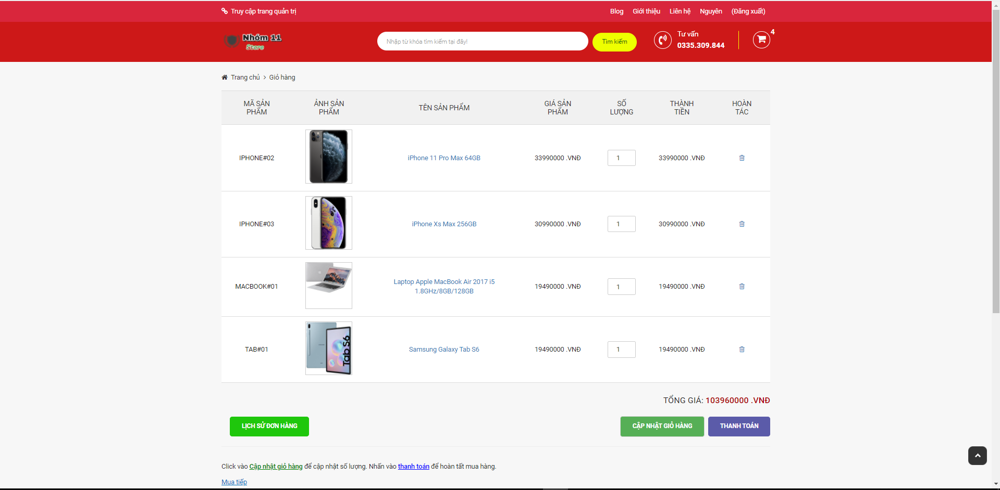 Truy cập trang quản trị
Blog Giới thiệu Liên hệ Nguyên (Đăng xuất)
Nhóm 11
Store
Nhập từ khóa tìm kiếm tại đây!
Tìm kiếm
Tư vấn
0335.309.844
4
Trang chủ > Giỏ hàng
MÃ SẢN PHẨM
ẢNH SẢN PHẨM
TÊN SẢN PHẨM
GIÁ SẢN PHẨM
SỐ LƯỢNG
THÀNH TIỀN
HOÀN TÁC
IPHONE#02 iPhone 11 Pro Max 64GB 33990000 .VNĐ 1 33990000 .VNĐ
IPHONE#03 iPhone Xs Max 256GB 30990000 .VNĐ 1 30990000 .VNĐ
MACBOOK#01 Laptop Apple MacBook Air 2017 i5 1.8GHz/8GB/128GB 19490000 .VNĐ 1 19490000 .VNĐ
TAB#01 Tab S6 Samsung Galaxy Tab S6 19490000 .VNĐ 1 19490000 .VNĐ
TỔNG GIÁ: 103960000 .VNĐ
LỊCH SỬ ĐƠN HÀNG
CẬP NHẬT GIỎ HÀNG
THANH TOÁN
Click vào Cập nhật giỏ hàng để cập nhật số lượng. Nhấn vào thanh toán để hoàn tất mua hàng.
Mua tiếp